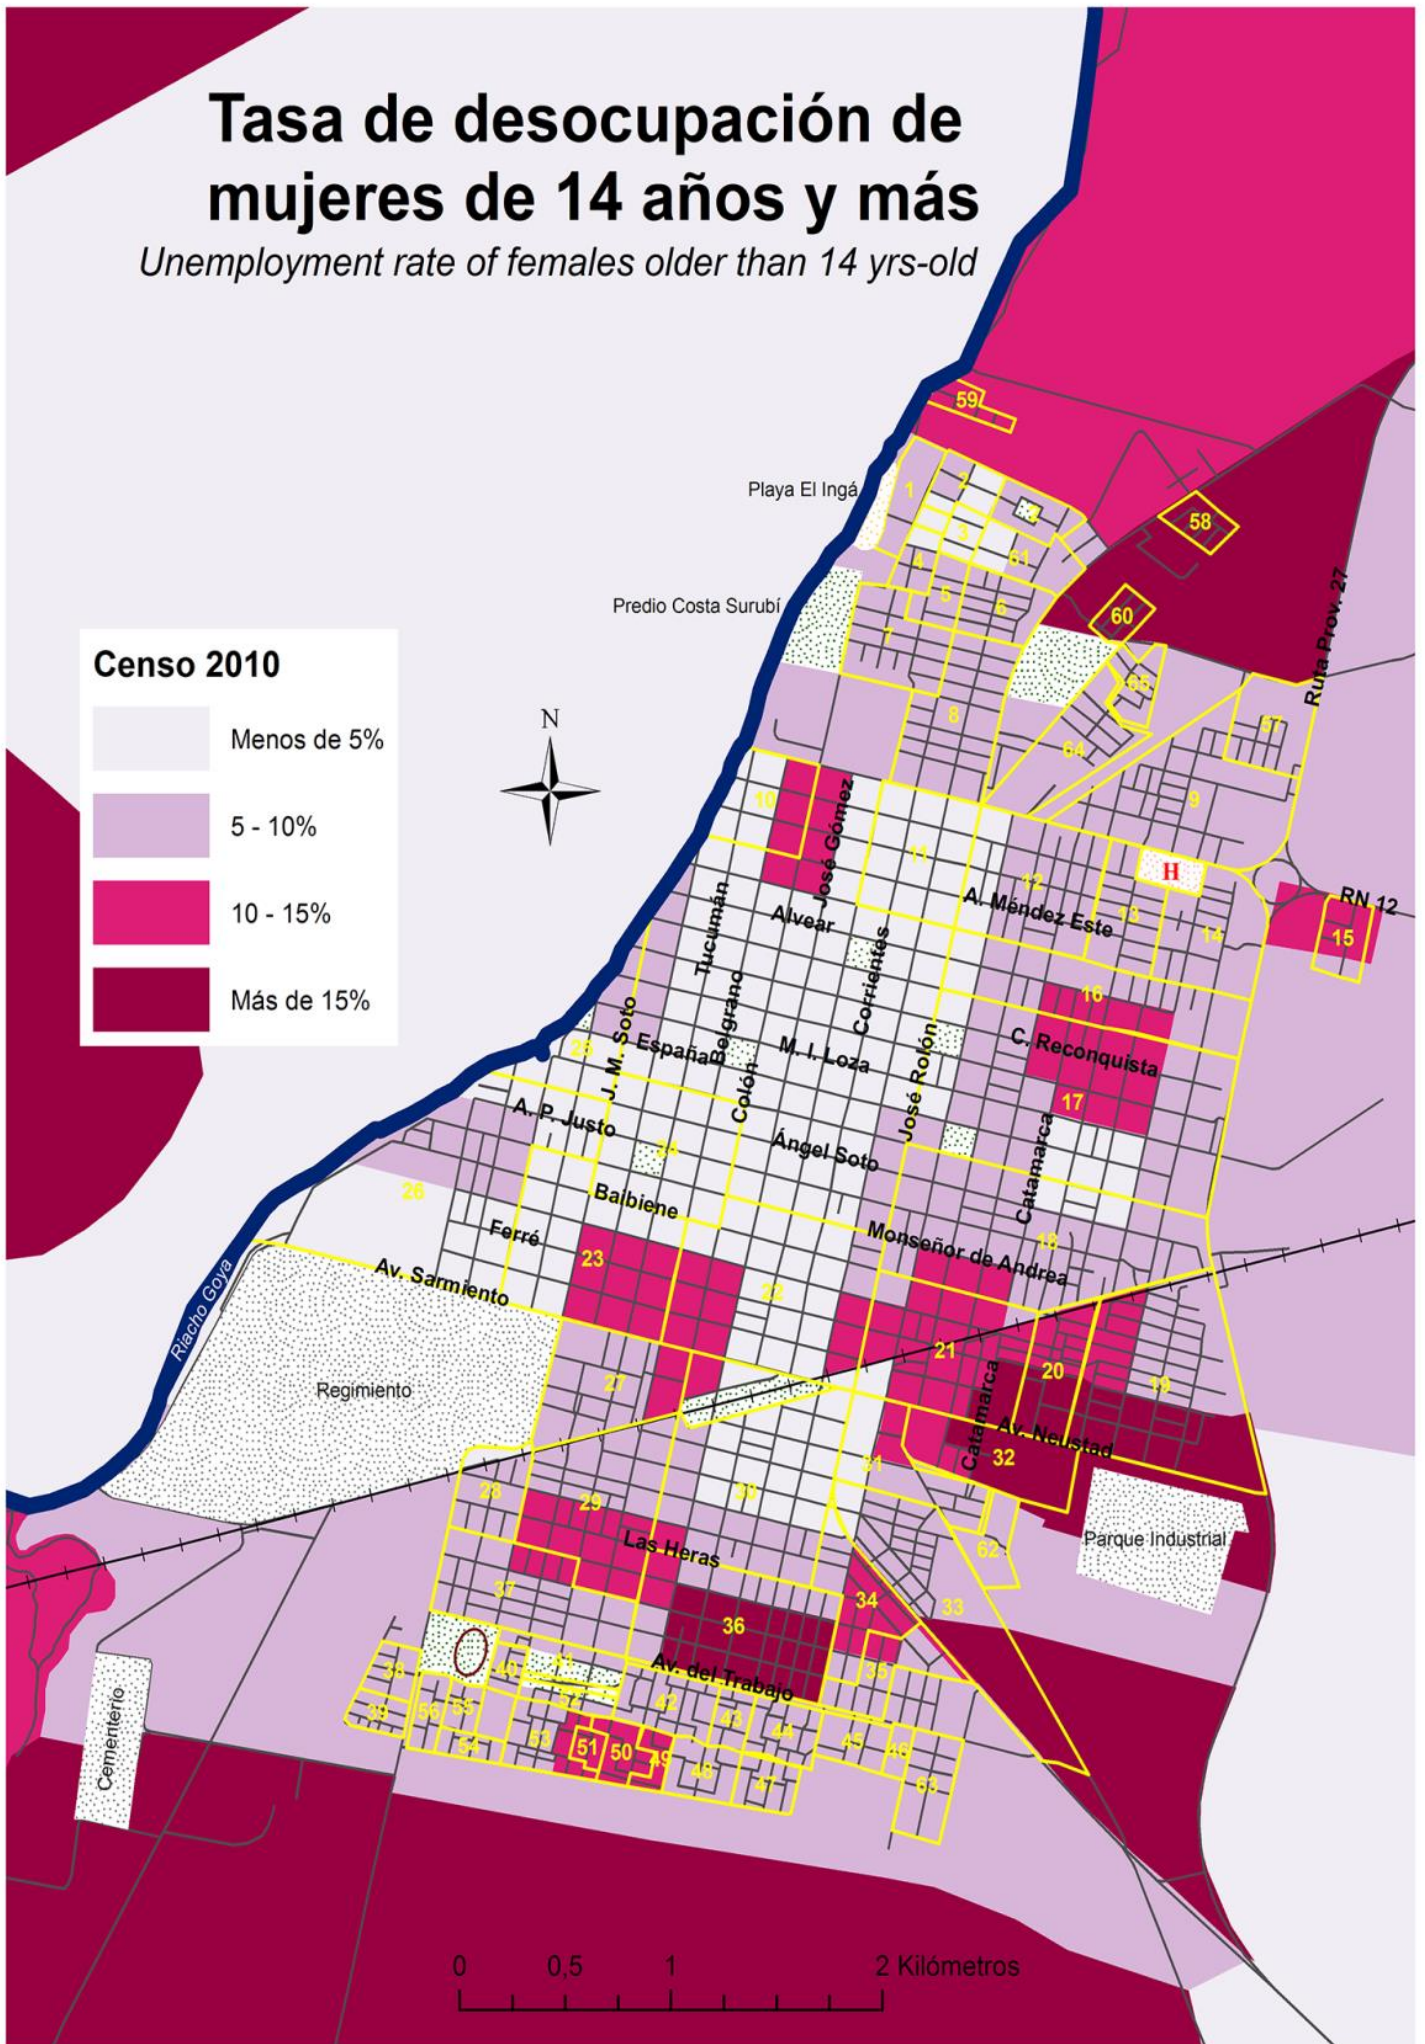 Tasa de desocupación de
mujeres de 14 años y más
Unemployment rate of females older than 14 yrs-old
59
Playa El Ingá
1
2
3
61
58
4
5
6
Predio Costa Surubí
7
60
Ruta Prov. 27
65
8
64
57
Censo 2010
Menos de 5%
5 - 10%
10 - 15%
Más de 15%
N
10
José Gómez
11
9
12
A. Méndez Este
13
H
14
RN 12
15
Tucumán
Alvear
Corrientes
16
C. Reconquista
17
25
J. M. Soto
España
Belgrano
Colón
M. I. Loza
José Rolón
Catamarca
A. P. Justo
24
Ángel Soto
26
Baibiene
Ferré
23
22
Monseñor de Andrea
18
Av. Sarmiento
Riacho Goya
Regimiento
27
21
20
19
Catamarca
Av. Neustad
32
31
28
29
30
Las Heras
62
Parque Industrial
37
36
34
33
35
Av. del Trabajo
38
39
40
41
52
42
43
44
45
46
56
55
54
53
51
50
49
48
47
63
Cementerio
0
0,5
1
2 Kilómetros